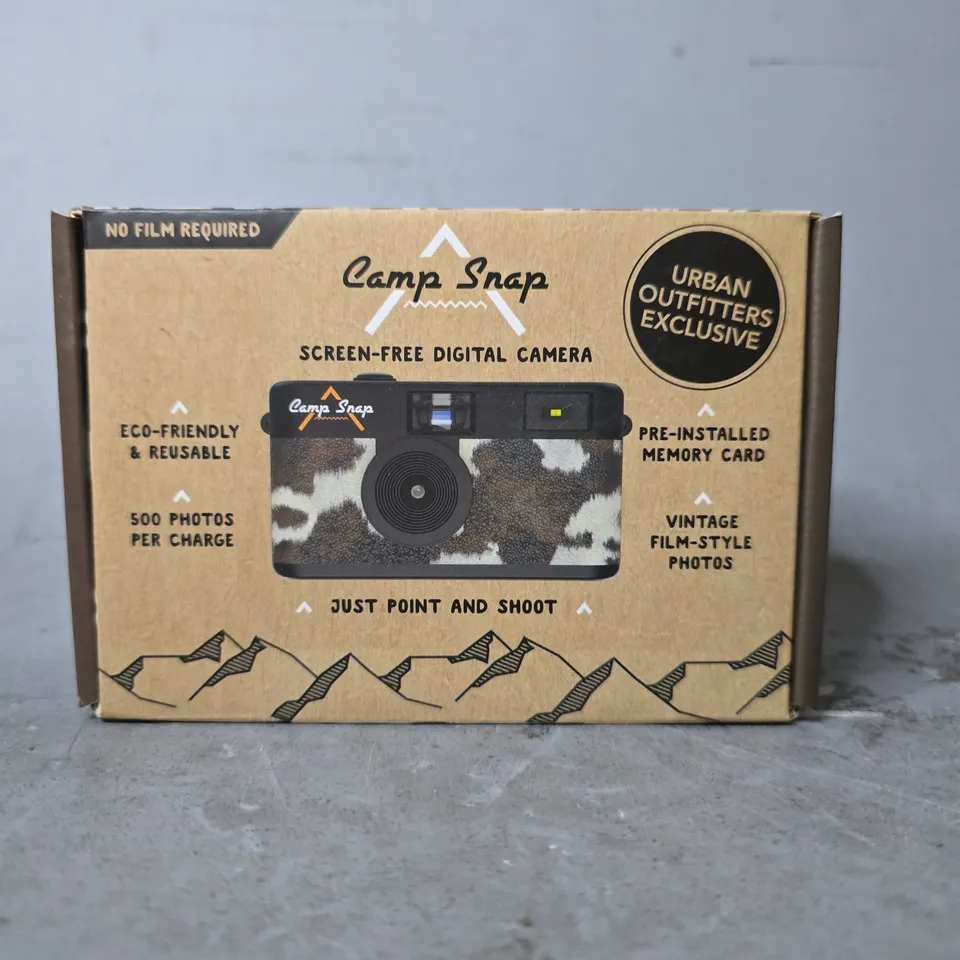 NO FILM REQUIRED
Camp Snap
SCREEN-FREE DIGITAL CAMERA
URBAN
OUTFITTERS
EXCLUSIVE
Camp Snap
ECO-FRIENDLY
& REUSABLE
500 PHOTOS
PER CHARGE
PRE-INSTALLED
MEMORY CARD
VINTAGE
FILM-STYLE
PHOTOS
JUST POINT AND SHOOT